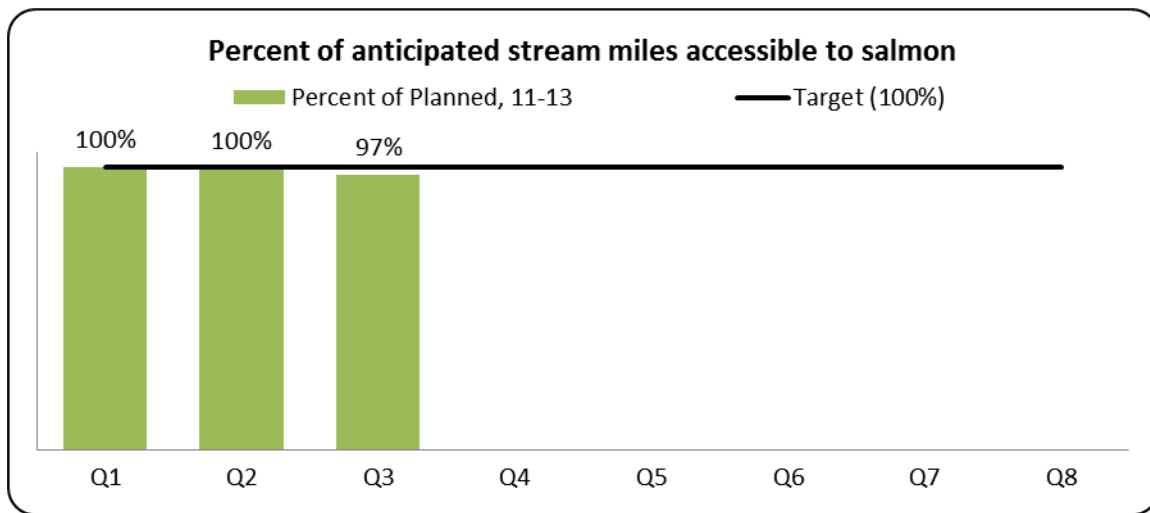 Percent of anticipated stream miles accessible to salmon
Percent of Planned, 11-13 Target (100%)
100% 100% 97%
Q1 Q2 Q3 Q4 Q5 Q6 Q7 Q8